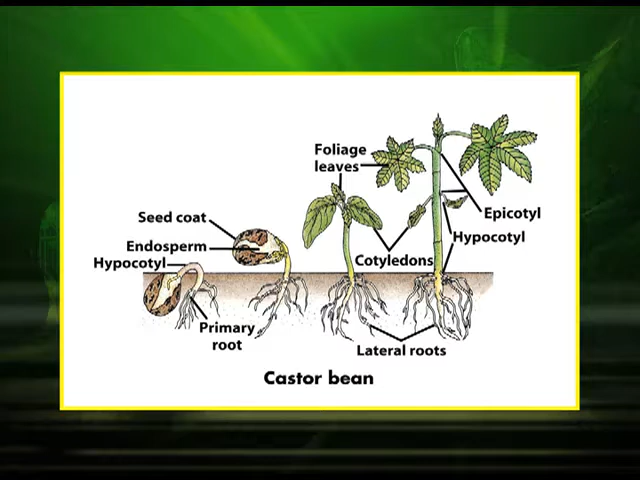 Foliage
leaves
Seed coat
Epicotyl
Endosperm
Hypocotyl
Hypocotyl
Cotyledons
Primary
root
Lateral roots
Castor bean